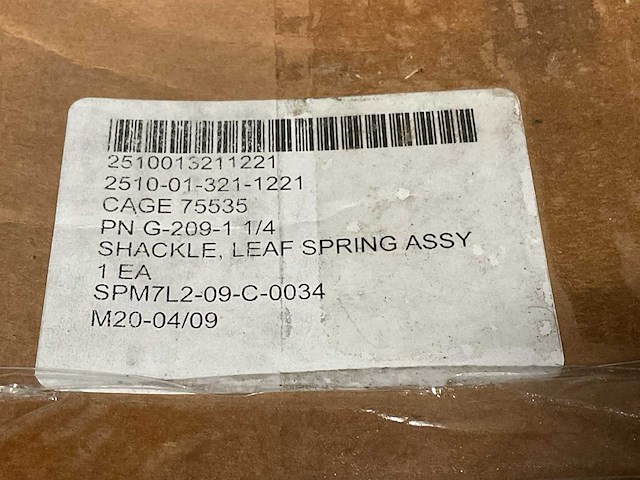 2510013211221
2510-01-321-1221
CAGE 75535
PN G-209-1 1/4
SHACKLE, LEAF SPRING ASSY
1 EA
SPM7L2-09-C-0034
M20-04/09